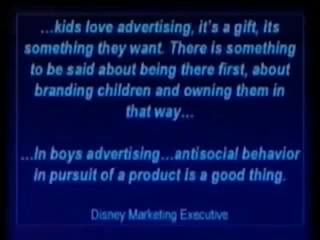 ...kids love advertising, it's a gift, its
something they want. There is something
to be said about being there first, about
branding children and owning them in
that way...
...In boys advertising...antisocial behavior
in pursuit of a product is a good thing.
Disney Marketing Executive